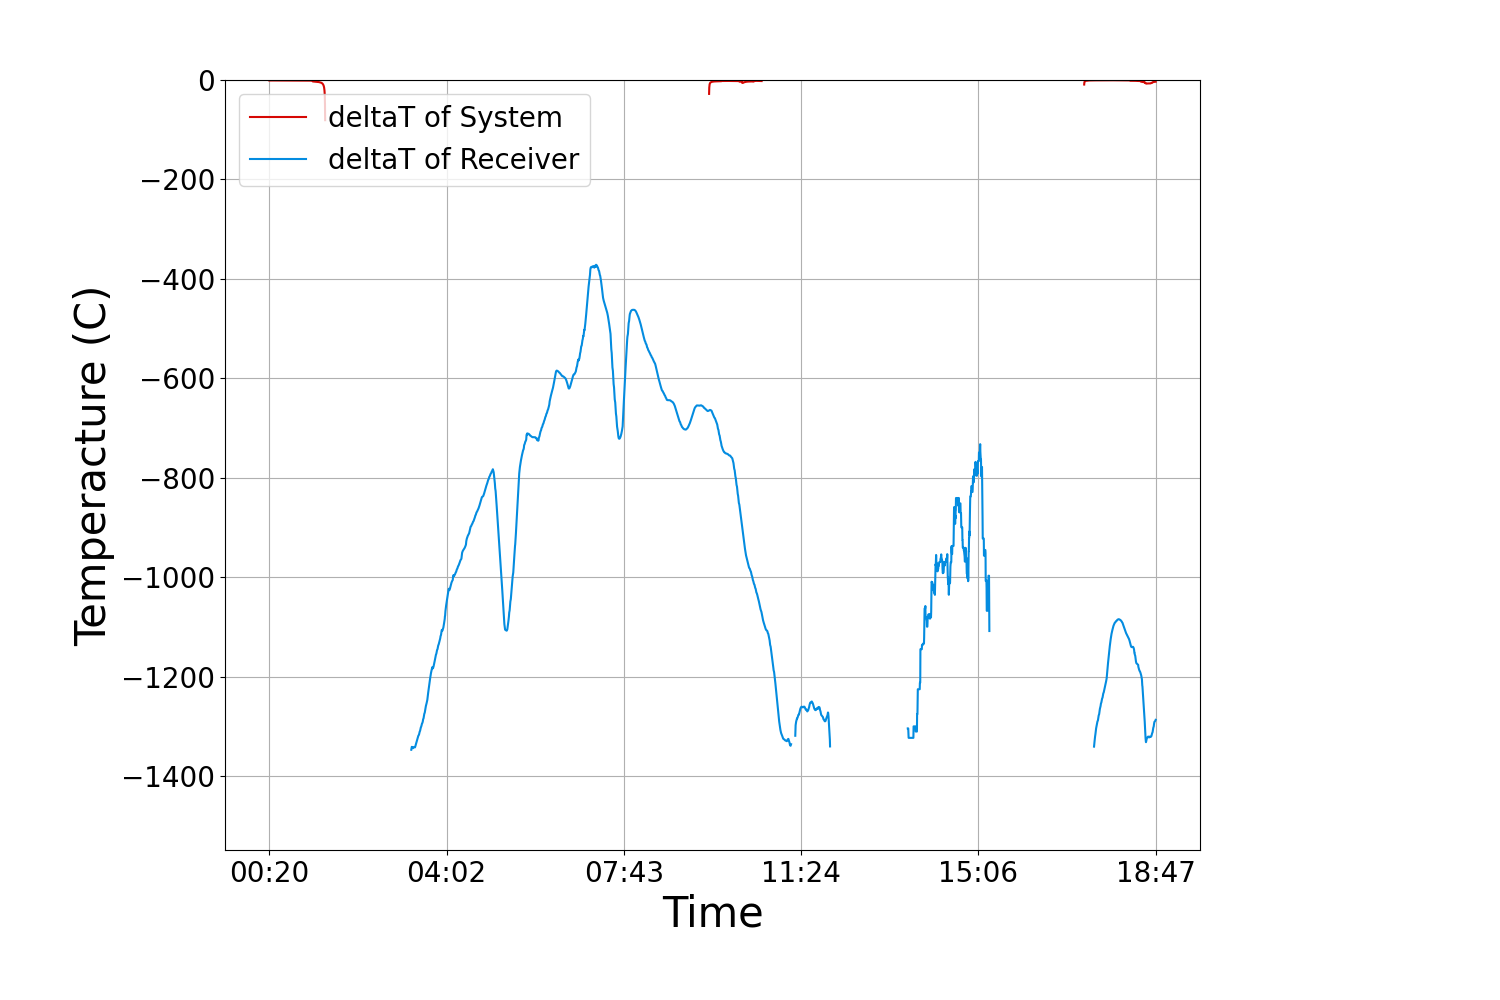 0
−200
−400
−600
−800
−1000
−1200
−1400
Temperacture (C)
deltaT of System
deltaT of Receiver
00:20 04:02 07:43 11:24 15:06 18:47
Time